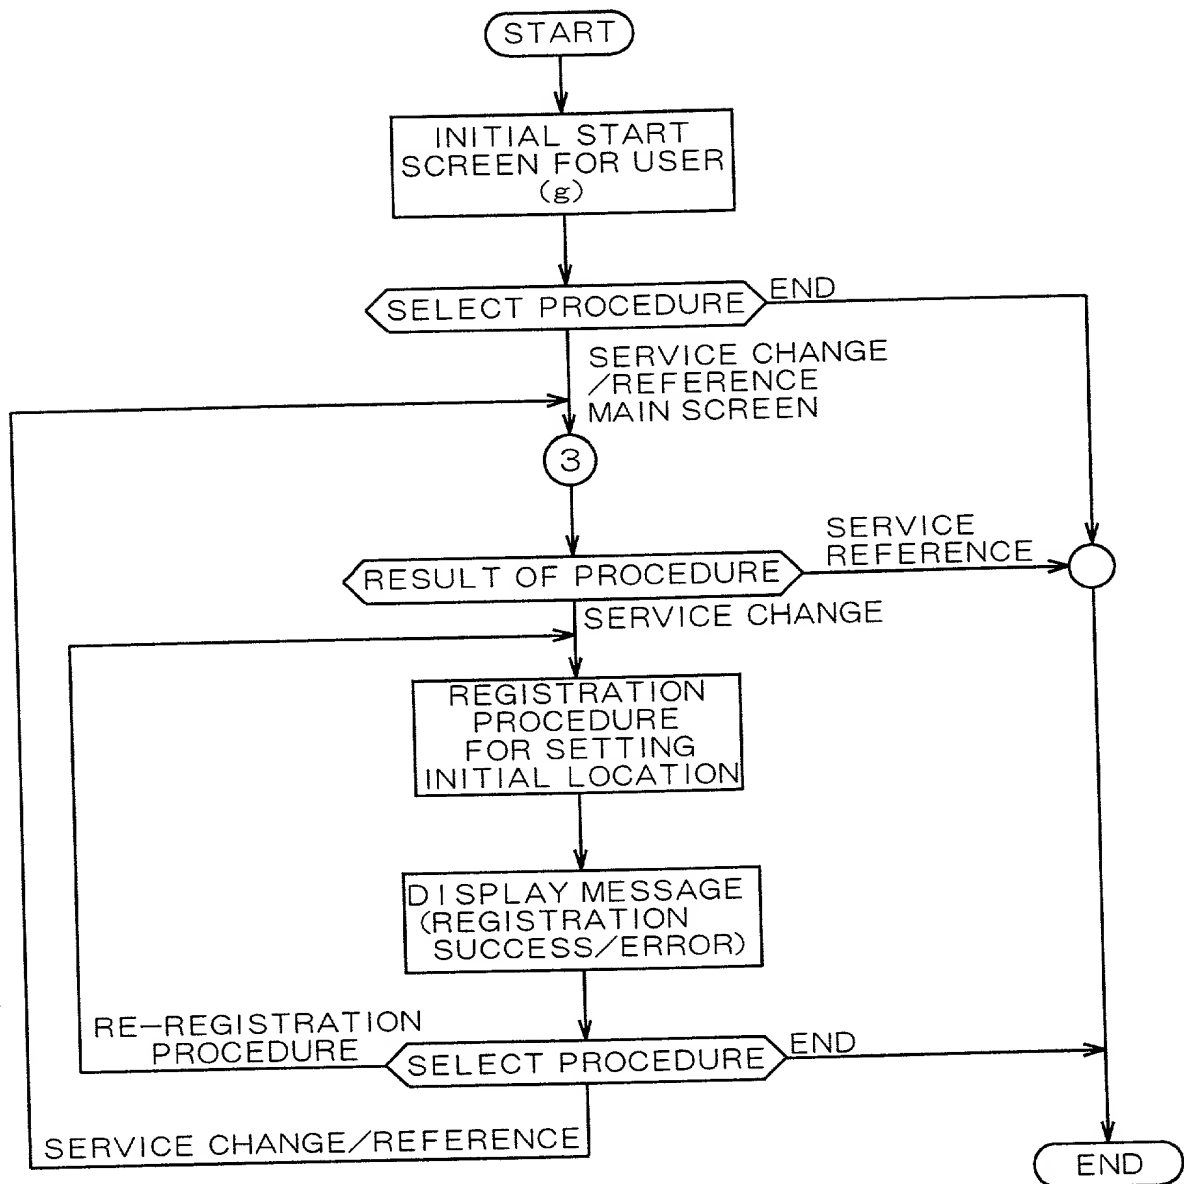 START
INITIAL START
SCREEN FOR USER
(g)
SELECT PROCEDURE
END
SERVICE CHANGE
/REFERENCE
MAIN SCREEN
3
SERVICE
REFERENCE
RESULT OF PROCEDURE
SERVICE CHANGE
REGISTRATION
PROCEDURE
FOR SETTING
INITIAL LOCATION
DISPLAY MESSAGE
(REGISTRATION
SUCCESS/ERROR)
RE-REGISTRATION
PROCEDURE
SELECT PROCEDURE
END
SERVICE CHANGE/REFERENCE
END